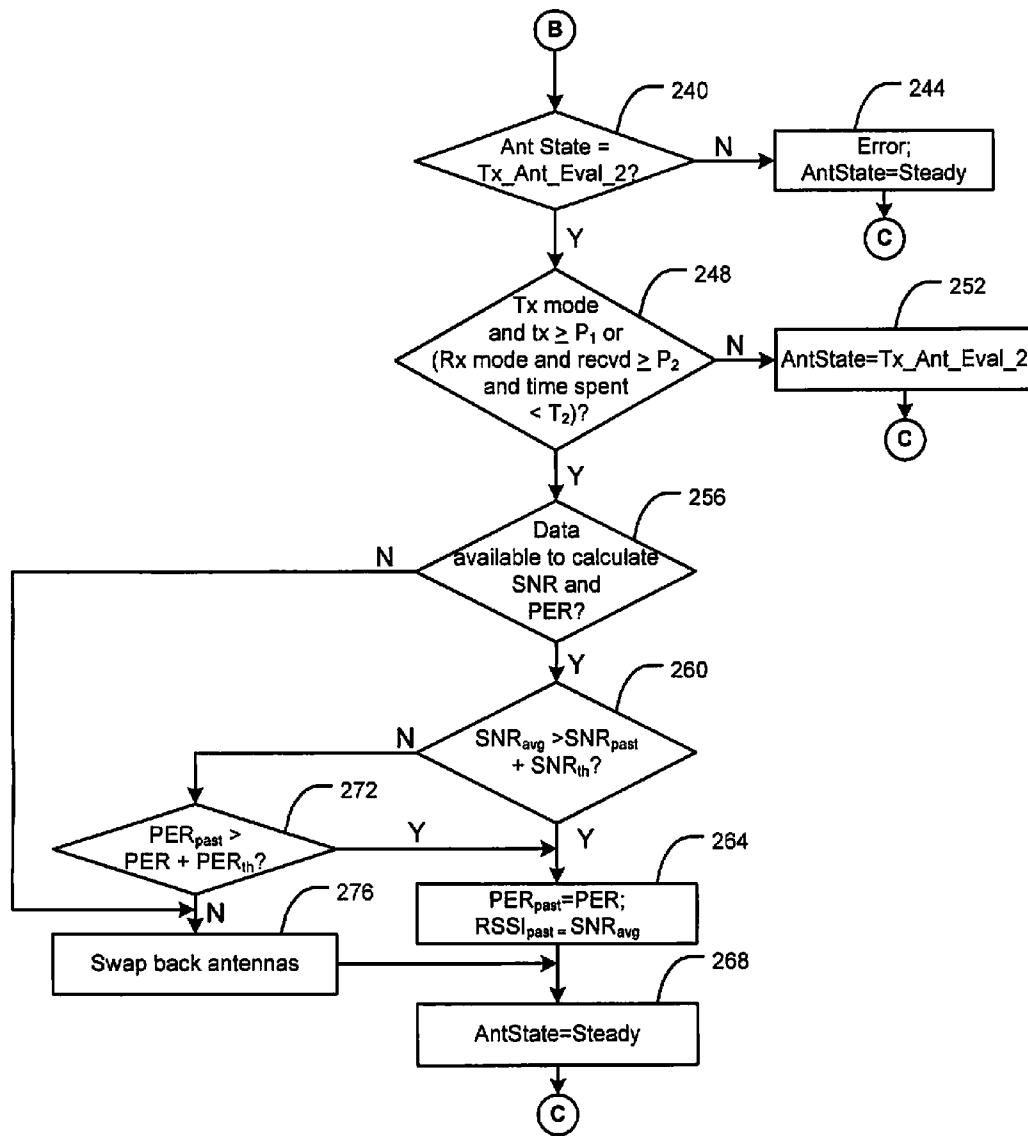 B
240
Ant State =
Tx_Ant_Eval_2?
N
244
Error;
AntState=Steady
C
Y
248
Tx mode
and tx ≥ P1 or
(Rx mode and recvd ≥ P2
and time spent
< T2)?
N
252
AntState=Tx_Ant_Eval_2
C
Y
256
Data
available to calculate
SNR and
PER?
N
Y
260
SNRavg >SNRpast
+ SNRth?
N
Y
272
PERpast >
PER + PERth?
Y
N
264
PERpast=PER;
RSSIpast = SNRavg
276
Swap back antennas
268
AntState=Steady
C